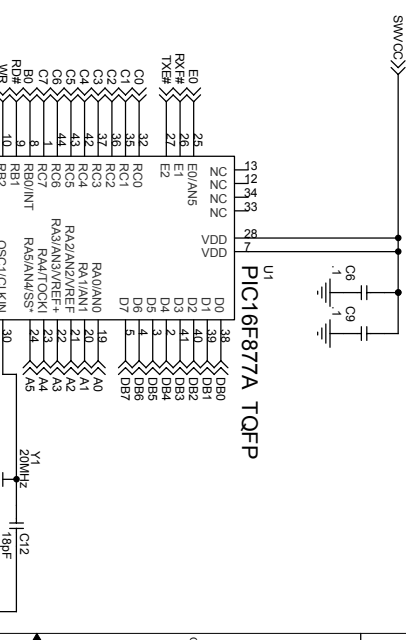 SWVCC
C6
.1
C9
.1
U1
PIC16F877A TQFP
13 NC
12 NC
34 NC
33 NC
28 VDD
7 VDD
E0 25 E0/AN5
RXF# 26 E1
TXE# 27 E2
C0 32 RC0
C1 35 RC1
C2 36 RC2
C3 37 RC3
C4 42 RC4
C5 43 RC5
C6 44 RC6
C7 1 RC7
B0 8 RB0/INT
RD# 9 RB1
WR 10 RB2
D0 38 DB0
D1 39 DB1
D2 40 DB2
D3 41 DB3
D4 2 DB4
D5 3 DB5
D6 4 DB6
D7 5 DB7
RA0/AN0 19 A0
RA1/AN1 20 A1
RA2/AN2/VREF 21 A2
RA3/AN3/VREF+ 22 A3
RA4/TOCKI 23 A4
RA5/AN4/SS* 24 A5
OSC1/CLKIN 30
Y1
20MHz
C12
18pF